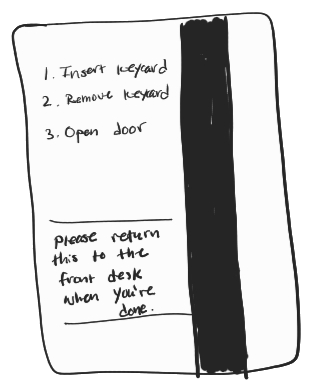 1. Insert keycard
2. Remove keycard
3. Open door
Please return
this to the
front desk
when you're
done.